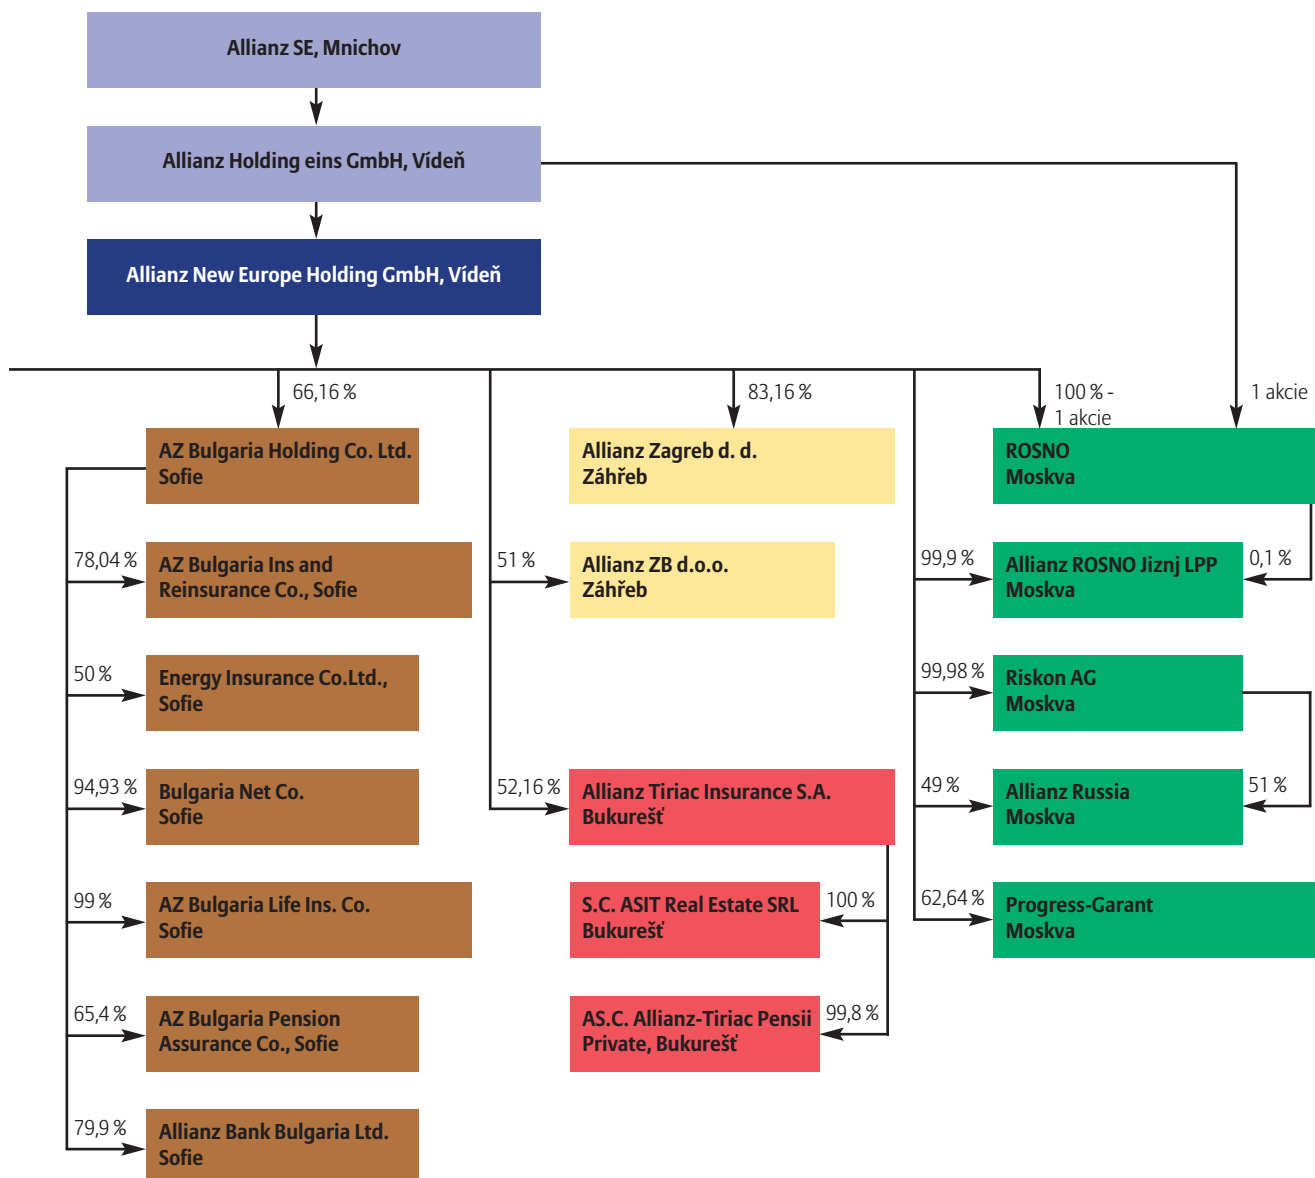 Allianz SE, Mnichov
Allianz Holding eins GmbH, Vídeň
Allianz New Europe Holding GmbH, Vídeň
66,16 %
83,16 %
100 % -
1 akcie
1 akcie
AZ Bulgaria Holding Co. Ltd.
Sofie
Allianz Zagreb d. d.
Záhřeb
ROSNO
Moskva
78,04 %
AZ Bulgaria Ins and
Reinsurance Co., Sofie
51 %
Allianz ZB d.o.o.
Záhřeb
99,9 %
Allianz ROSNO Jiznj LPP
Moskva
0,1 %
50 %
Energy Insurance Co.Ltd.,
Sofie
99,98 %
Riskon AG
Moskva
94,93 %
Bulgaria Net Co.
Sofie
52,16 %
Allianz Tiriac Insurance S.A.
Bukurešť
49 %
Allianz Russia
Moskva
51 %
99 %
AZ Bulgaria Life Ins. Co.
Sofie
S.C. ASIT Real Estate SRL
Bukurešť
100 %
62,64 %
Progress-Garant
Moskva
65,4 %
AZ Bulgaria Pension
Assurance Co., Sofie
AS.C. Allianz-Tiriac Pensii
Private, Bukurešť
99,8 %
79,9 %
Allianz Bank Bulgaria Ltd.
Sofie